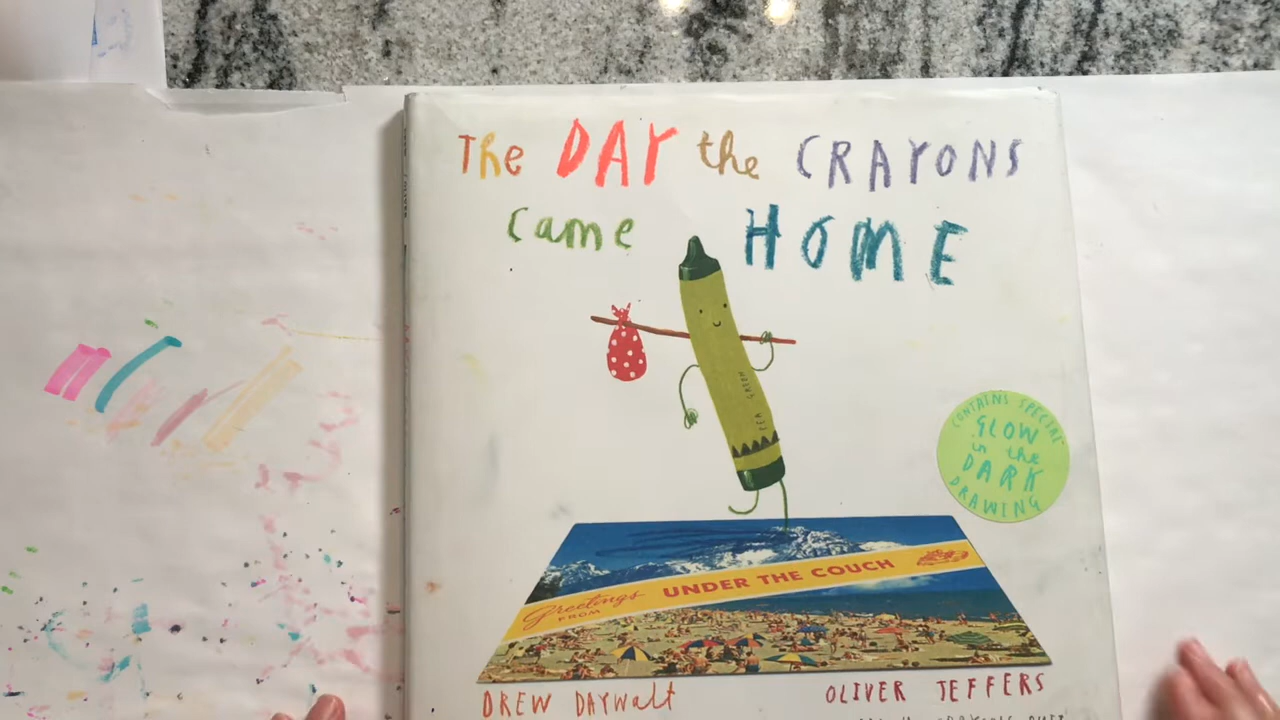 The DAY the CRAYONS
came HOME
PEA GREEN
CONTAINS SPECIAL
GLOW
in the
DARK
DRAWING
Greetings
FROM
UNDER THE COUCH
DREW DAYWALT
OLIVER JEFFERS